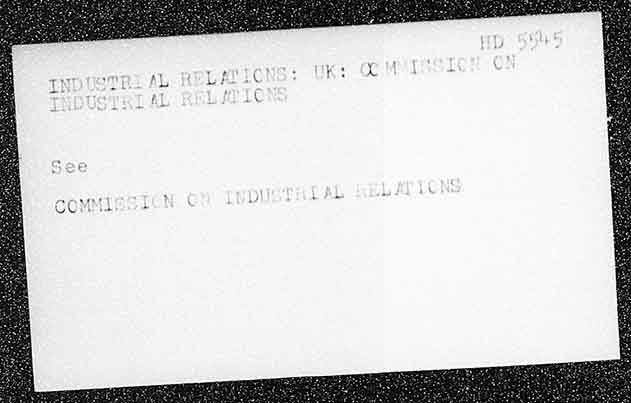 HD 5545
INDUSTRIAL RELATIONS: UK: COMMISSION ON
INDUSTRIAL RELATIONS
See
COMMISSION ON INDUSTRIAL RELATIONS